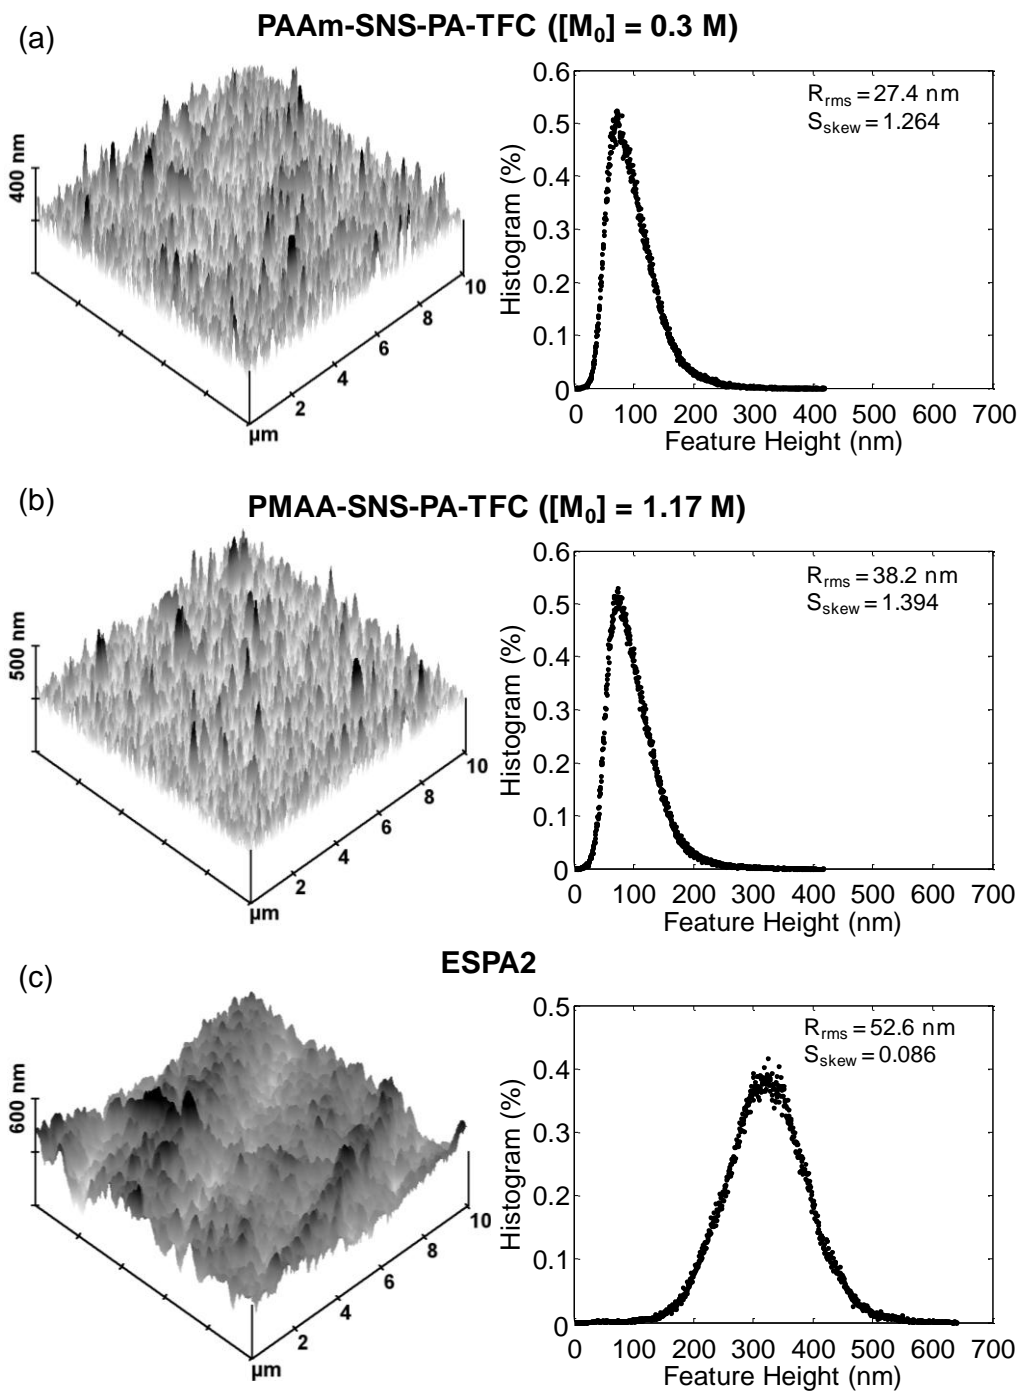 (a)
PAAm-SNS-PA-TFC ([M₀] = 0.3 M)
400 nm
2
4
6
8
10
µm
Histogram (%)
0.6
0.5
0.4
0.3
0.2
0.1
0
R_rms = 27.4 nm
S_skew = 1.264
0 100 200 300 400 500 600 700
Feature Height (nm)
(b)
PMAA-SNS-PA-TFC ([M₀] = 1.17 M)
500 nm
2
4
6
8
10
µm
Histogram (%)
0.6
0.5
0.4
0.3
0.2
0.1
0
R_rms = 38.2 nm
S_skew = 1.394
0 100 200 300 400 500 600 700
Feature Height (nm)
(c)
ESPA2
600 nm
2
4
6
8
10
µm
Histogram (%)
0.5
0.4
0.3
0.2
0.1
0
R_rms = 52.6 nm
S_skew = 0.086
0 100 200 300 400 500 600 700
Feature Height (nm)